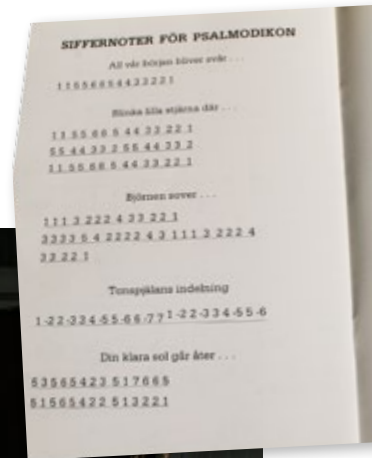 SIFFERNOTER FÖR PSALMODIKON
All vår början bliver svår . . .
1 1 5 5 6 6 5 4 4 3 3 2 2 1
Blinka lilla stjärna där . . .
1 1 5 5 6 6 5 4 4 3 3 2 2 1
5 5 4 4 3 3 2 5 5 4 4 3 3 2
1 1 5 5 6 6 5 4 4 3 3 2 2 1
Björnen sover . . .
1 1 1 3 2 2 2 4 3 3 2 2 1
3 3 3 3 5 4 2 2 2 2 4 3 1 1 1 3 2 2 2 4
3 3 2 2 1
Tonspjälans indelning
1 -2 2 -3 3 4 -5 5 -6 6 -7 7 1 -2 2 -3 3 4 -5 5 -6
Din klara sol går åter . . .
5 3 5 6 5 4 2 3 5 1 7 6 6 5
5 1 5 6 5 4 2 2 5 1 3 2 2 1